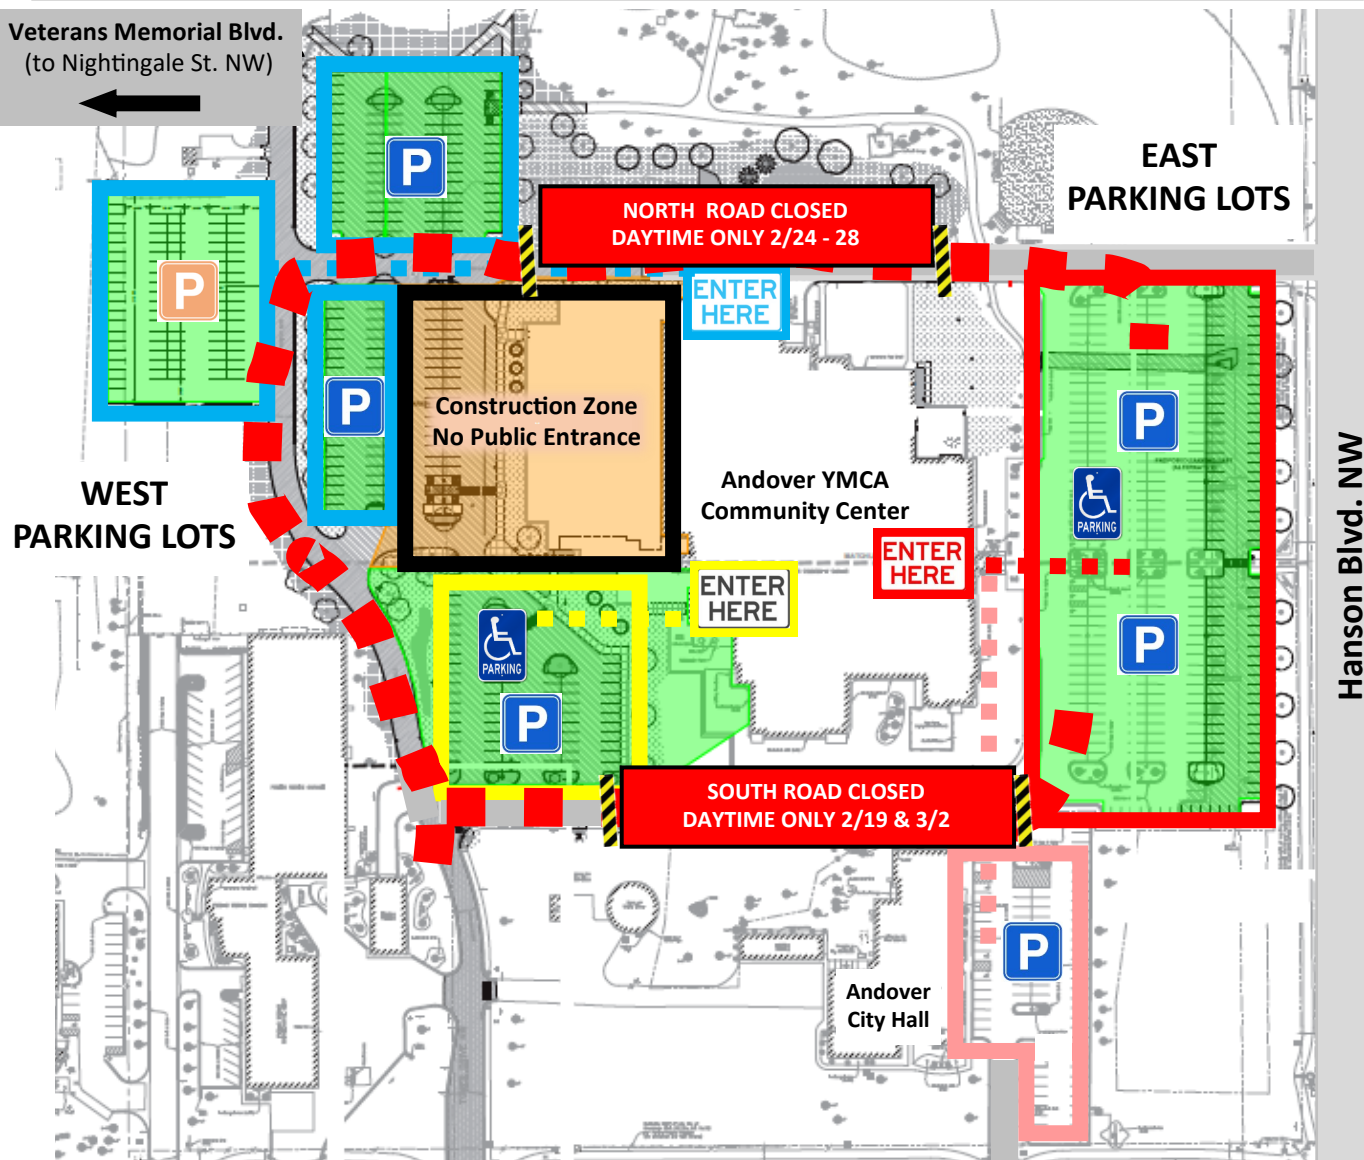 Veterans Memorial Blvd.
(to Nightingale St. NW)
P
EAST
PARKING LOTS
NORTH ROAD CLOSED
DAYTIME ONLY 2/24 - 28
P
ENTER
HERE
P
Construction Zone
No Public Entrance
P
WEST
PARKING LOTS
Andover YMCA
Community Center
PARKING
Hanson Blvd. NW
ENTER
HERE
ENTER
HERE
PARKING
P
P
SOUTH ROAD CLOSED
DAYTIME ONLY 2/19 & 3/2
P
Andover
City Hall